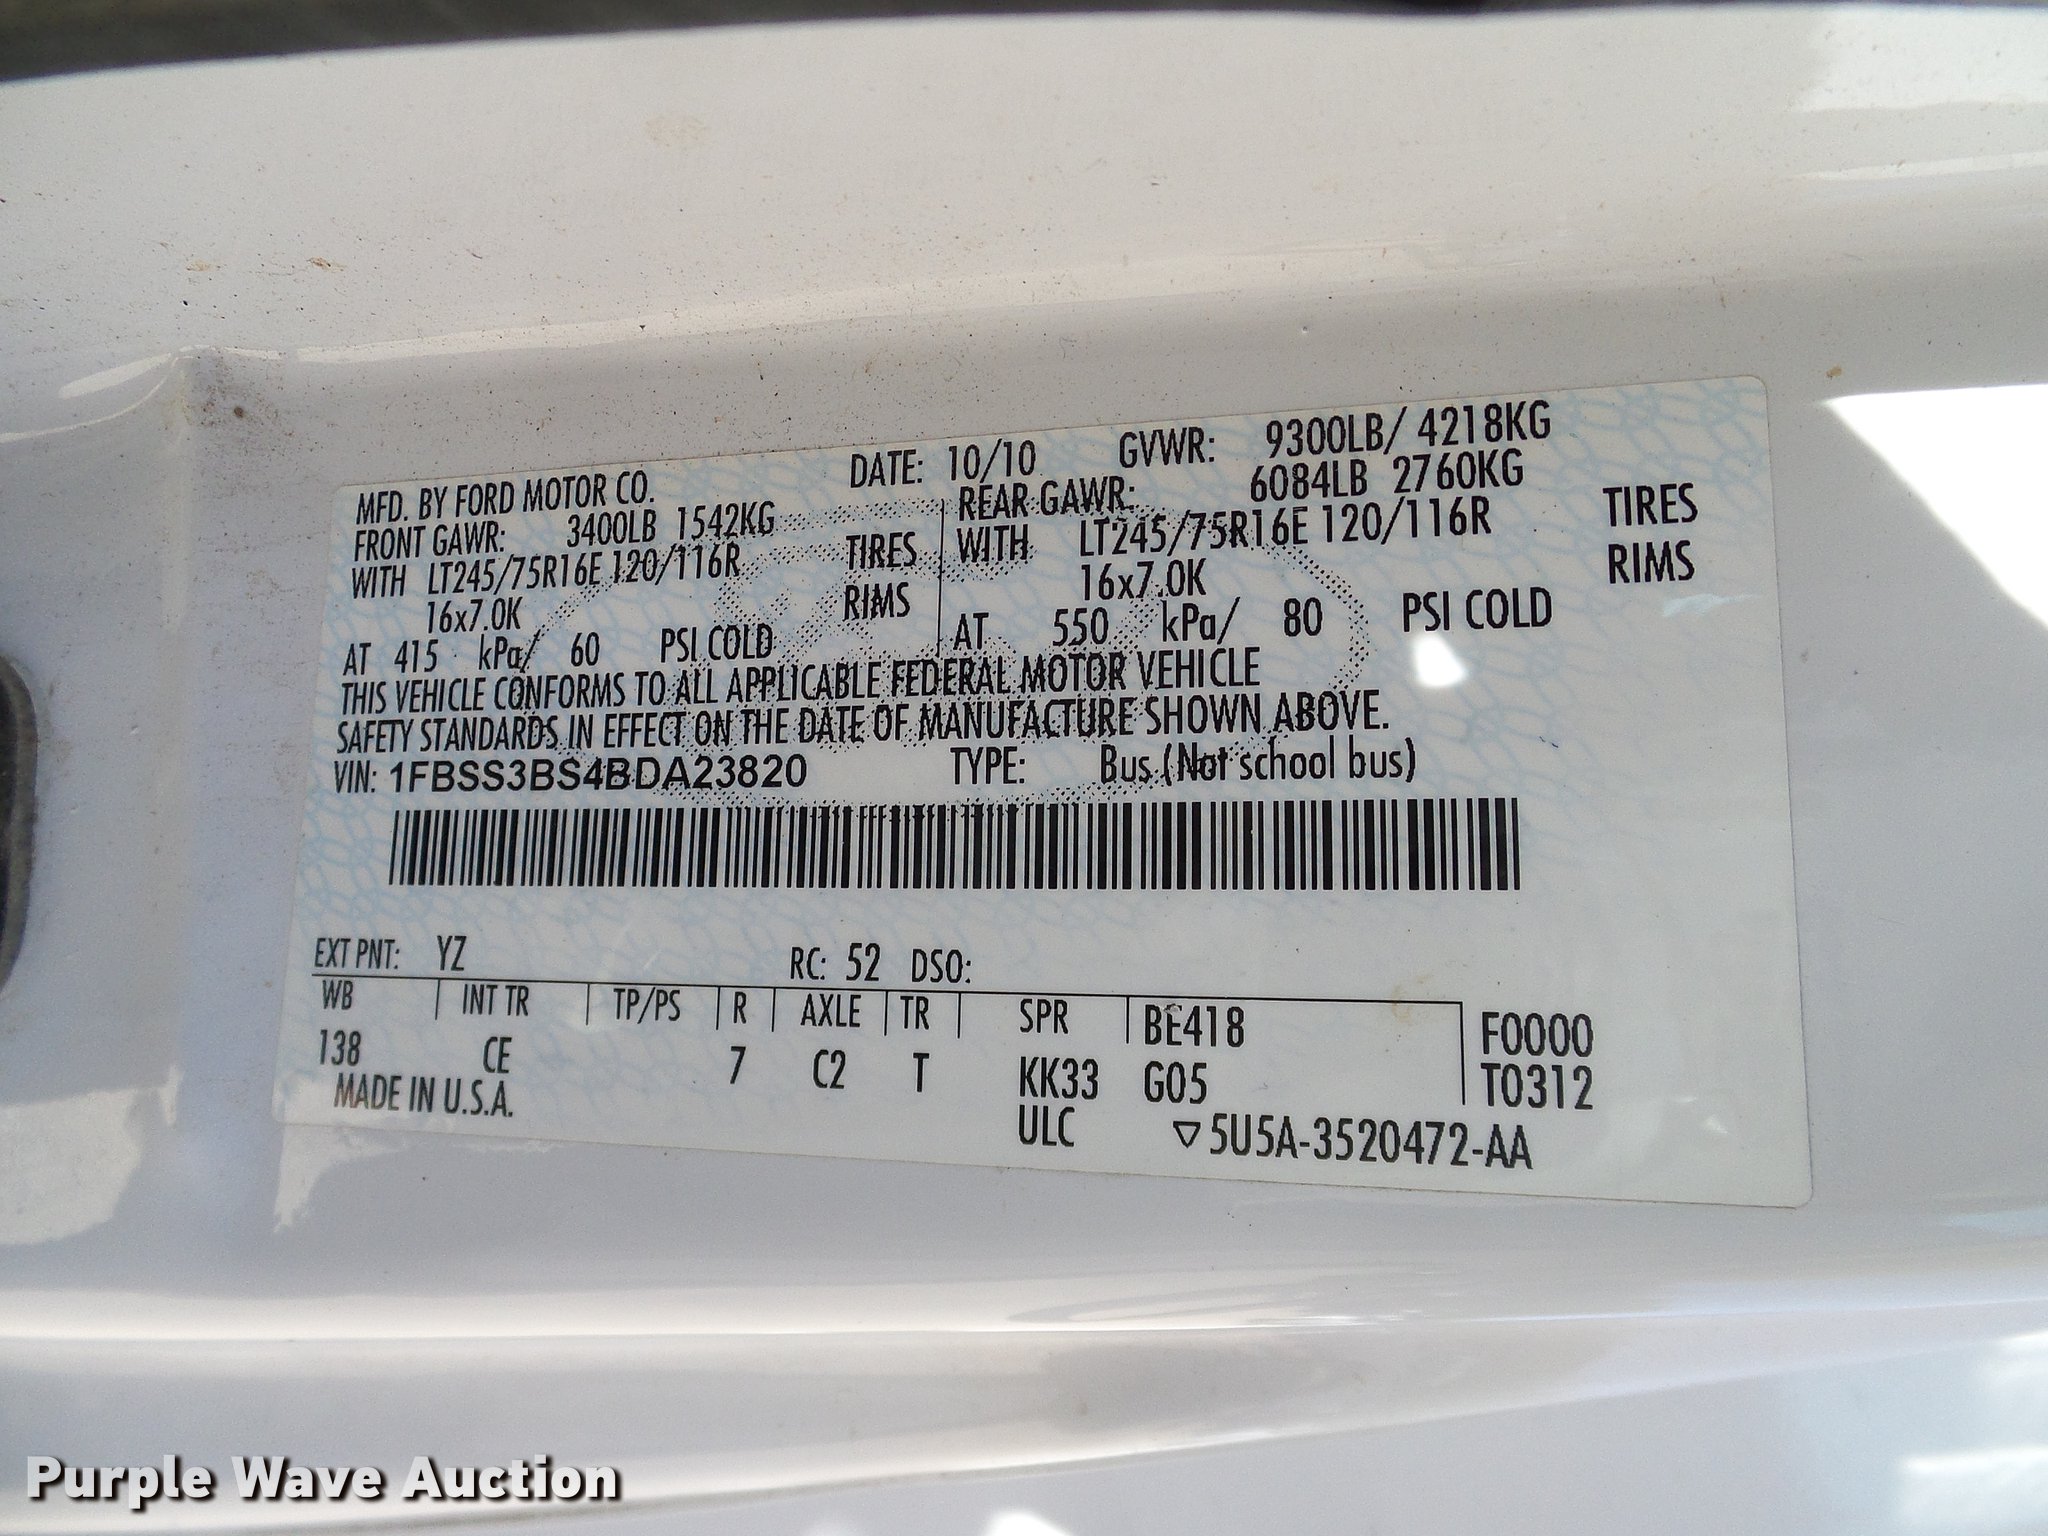 MFD. BY FORD MOTOR CO. DATE: 10/10 GVWR: 9300LB/ 4218KG
FRONT GAWR: 3400LB 1542KG REAR GAWR: 6084LB 2760KG
WITH LT245/75R16E 120/116R TIRES WITH LT245/75R16E 120/116R TIRES
16x7.0K RIMS 16x7.0K RIMS
AT 415 kPa/ 60 PSI COLD AT 550 kPa/ 80 PSI COLD
THIS VEHICLE CONFORMS TO ALL APPLICABLE FEDERAL MOTOR VEHICLE
SAFETY STANDARDS IN EFFECT ON THE DATE OF MANUFACTURE SHOWN ABOVE.
VIN: 1FBSS3BS4BDA23820 TYPE: Bus (Not school bus)
EXT PNT: YZ RC: 52 DSO:
WB INT TR TP/PS R AXLE TR SPR BE418 F0000
138 CE 7 C2 T KK33 G05 T0312
MADE IN U.S.A. ULC ▽5U5A-3520472-AA
Purple Wave Auction